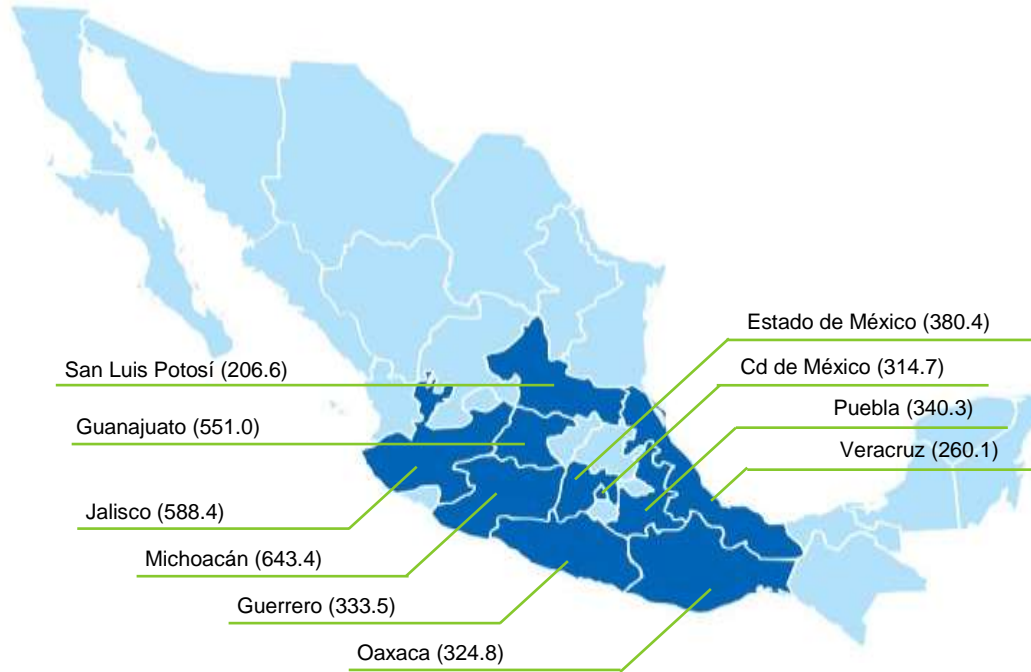 Estado de México (380.4)
San Luis Potosí (206.6)
Cd de México (314.7)
Puebla (340.3)
Guanajuato (551.0)
Veracruz (260.1)
Jalisco (588.4)
Michoacán (643.4)
Guerrero (333.5)
Oaxaca (324.8)